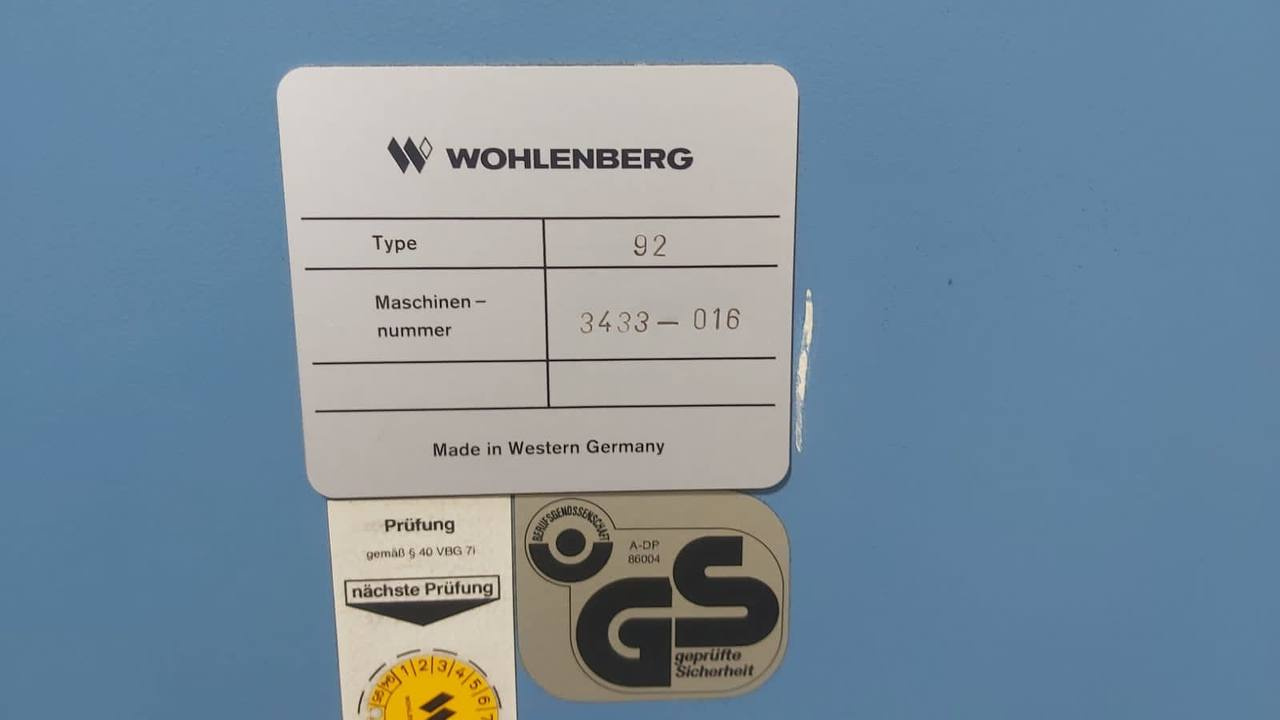 WOHLENBERG
Type 92
Maschinen–
nummer 3433– 016
Made in Western Germany
Prüfung
gemäß § 40 VBG 7i
nächste Prüfung
1 2 3 4 5 6 7
BERUFSGENOSSENSCHAFT
A-DP
86004
GS
geprüfte
Sicherheit